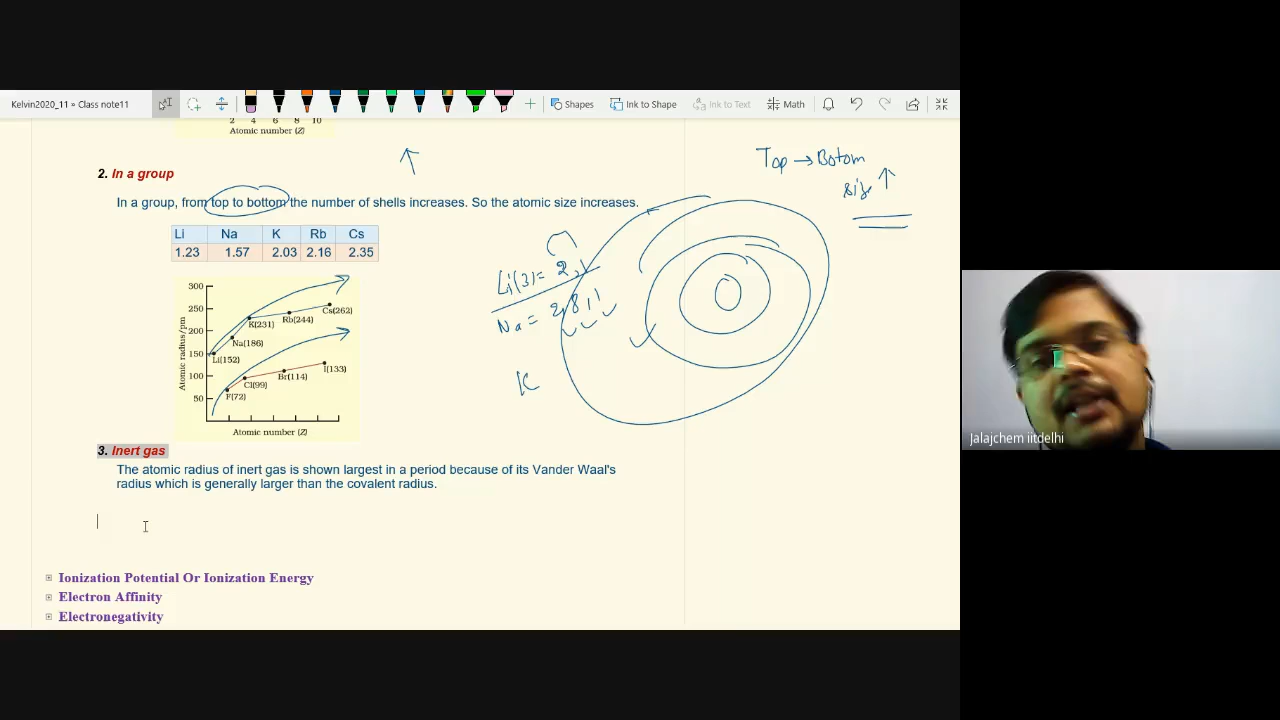 Kelvin2020_11 » Class note11
Shapes
Ink to Shape
Ink to Text
Math
2 4 6 8 10
Atomic number (Z)
Top → Botom
size ↑
2. In a group
In a group, from top to bottom the number of shells increases. So the atomic size increases.
Li Na K Rb Cs
1.23 1.57 2.03 2.16 2.35
Li(3) = 2,1
Na = 2,8,1
K
300
250
200
150
100
50
Atomic radius/pm
Li(152)
Na(186)
K(231)
Rb(244)
Cs(262)
F(72)
Cl(99)
Br(114)
I(133)
Atomic number (Z)
3. Inert gas
The atomic radius of inert gas is shown largest in a period because of its Vander Waal's
radius which is generally larger than the covalent radius.
Ionization Potential Or Ionization Energy
Electron Affinity
Electronegativity
Jalajchem iitdelhi